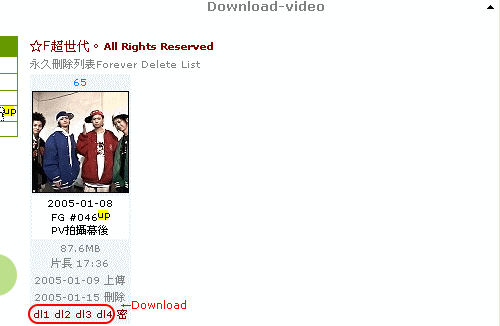 Download-video
☆F超世代。All Rights Reserved
永久刪除列表Forever Delete List
65
up
2005-01-08
FG #046up
PV拍攝幕後
87.6MB
片長 17:36
2005-01-09 上傳
2005-01-15 刪除
←Download
dl1 dl2 dl3 dl4 密